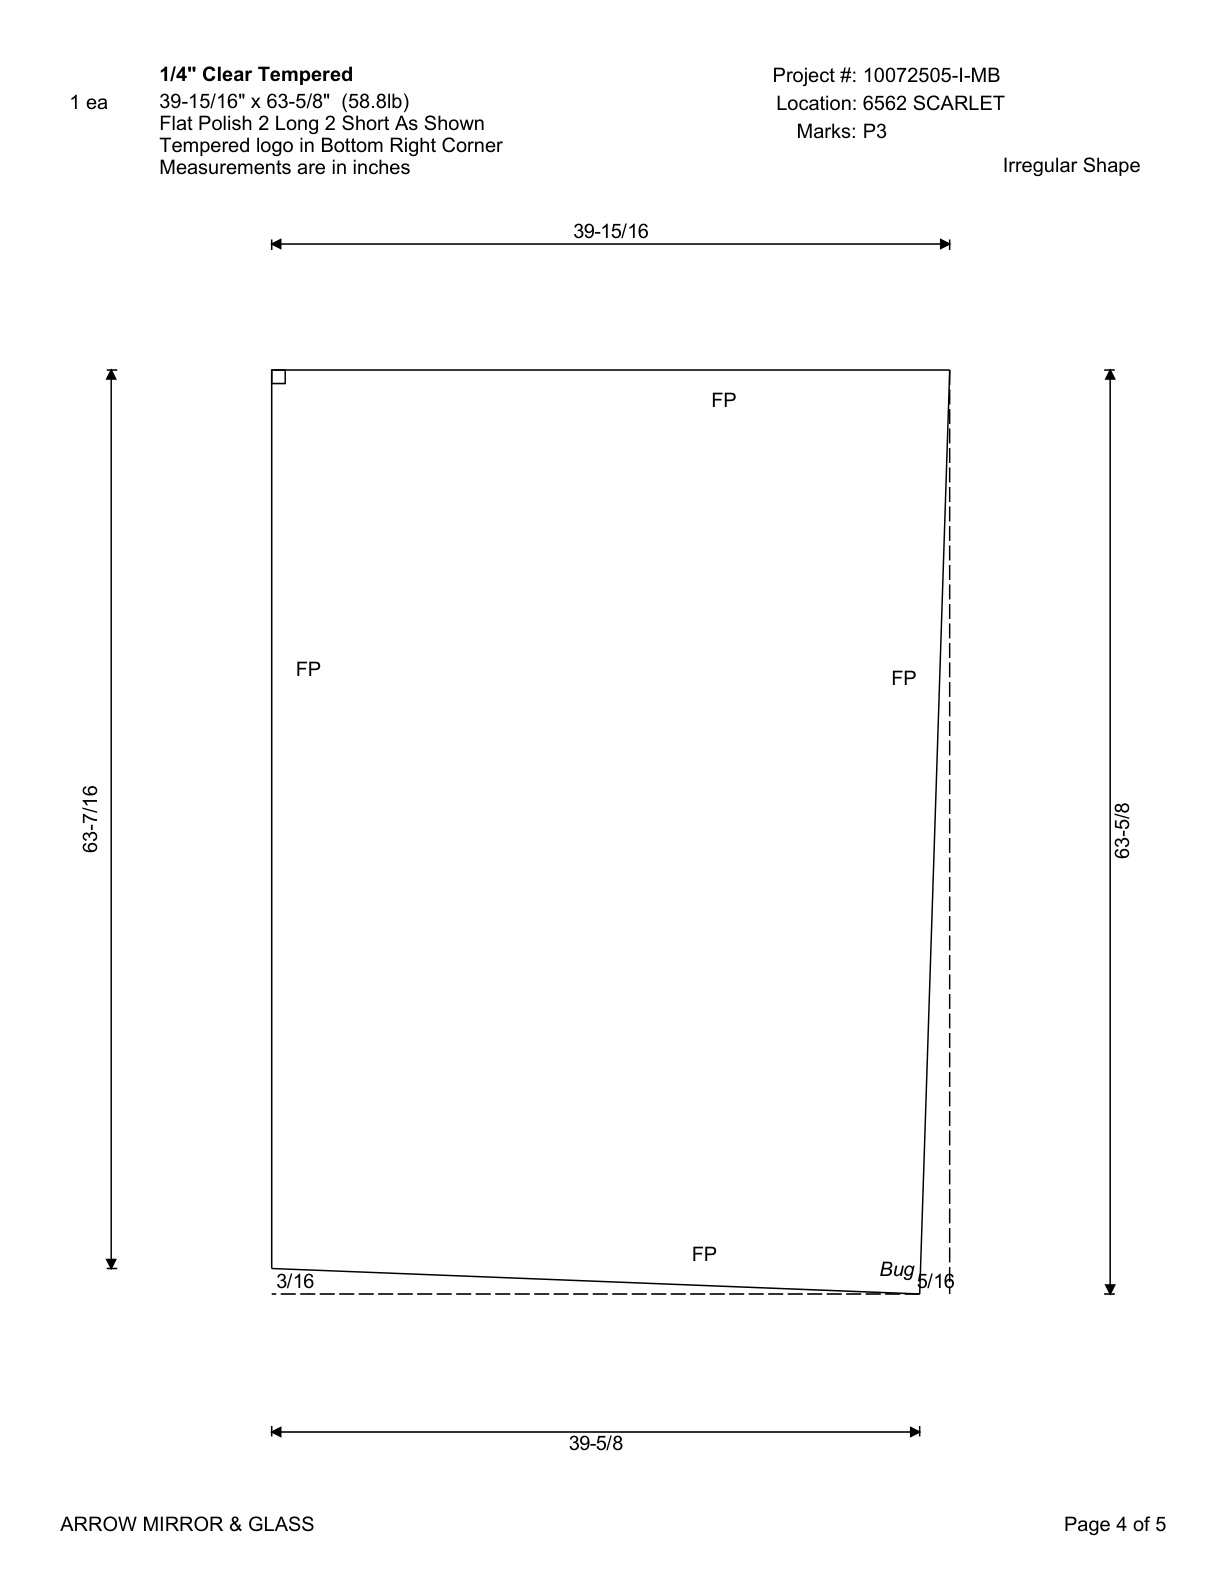 1/4" Clear Tempered
1 ea
39-15/16" x 63-5/8" (58.8lb)
Flat Polish 2 Long 2 Short As Shown
Tempered logo in Bottom Right Corner
Measurements are in inches
Project #: 10072505-I-MB
Location: 6562 SCARLET
Marks: P3
Irregular Shape
39-15/16
FP
FP
FP
63-7/16
63-5/8
FP
Bug
3/16
5/16
39-5/8
ARROW MIRROR & GLASS
Page 4 of 5